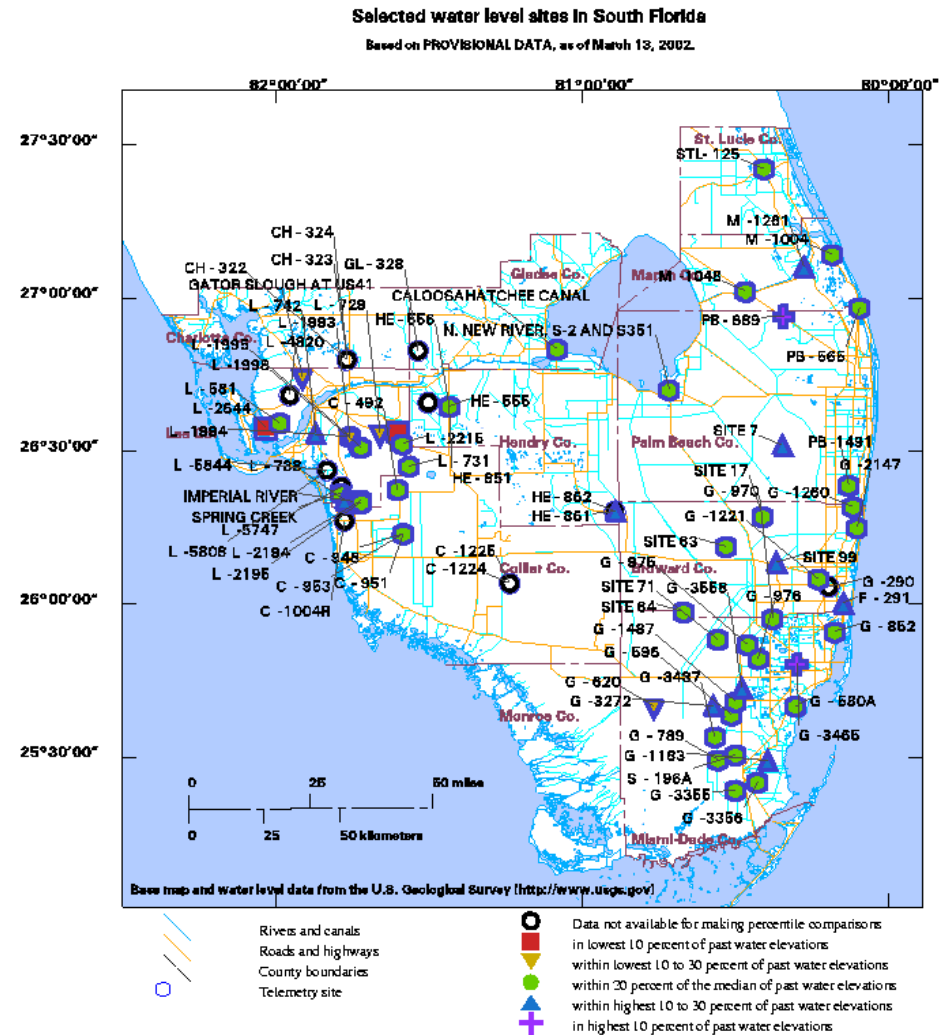 Selected water level sites in South Florida
Based on PROVISIONAL DATA, as of March 13, 2002.
82°00'00" 81°00'00" 80°00'00"
27°30'00"
27°00'00"
26°30'00"
26°00'00"
25°30'00"
St. Lucie Co.
STL- 125
M -1261
M -1004
CH - 324
CH - 323
GL - 328
CH - 322
GATOR SLOUGH AT US41
Glades Co.
M - 1048
CALOOSAHATCHEE CANAL
L - 742
L - 729
L - 1983
HE - 556
N. NEW RIVER, S-2 AND S351
PB - 689
Charlotte Co.
L -1995
L - 4820
L -1998
PB - 565
L - 581
L -2644
C - 492
HE - 555
L - 1994
L - 2215
Hendry Co.
Palm Beach Co.
SITE 7
PB -1491
L - 5844
L - 738
L - 731
HE - 851
G - 2147
SITE 17
G - 970
G -1260
IMPERIAL RIVER
SPRING CREEK
HE - 862
HE - 861
G -1221
L -5747
L - 5808
L - 2194
L - 2195
SITE 63
SITE 99
C - 948
C - 953
C - 951
C - 1004R
C -1225
C - 1224
Collier Co.
G - 975
Broward Co.
G -3558
SITE 71
SITE 64
G - 976
G - 290
F - 291
G - 852
G - 1487
G - 596
G - 620
G -3437
G - 3272
G - 580A
Monroe Co.
G - 789
G -1183
S - 196A
G - 3355
G -3356
G - 3465
Miami-Dade Co.
0 25 50 miles
0 25 50 kilometers
Base map and water level data from the U.S. Geological Survey (http://www.usgs.gov)
Rivers and canals
Roads and highways
County boundaries
Telemetry site
Data not available for making percentile comparisons
in lowest 10 percent of past water elevations
within lowest 10 to 30 percent of past water elevations
within 20 percent of the median of past water elevations
within highest 10 to 30 percent of past water elevations
in highest 10 percent of past water elevations